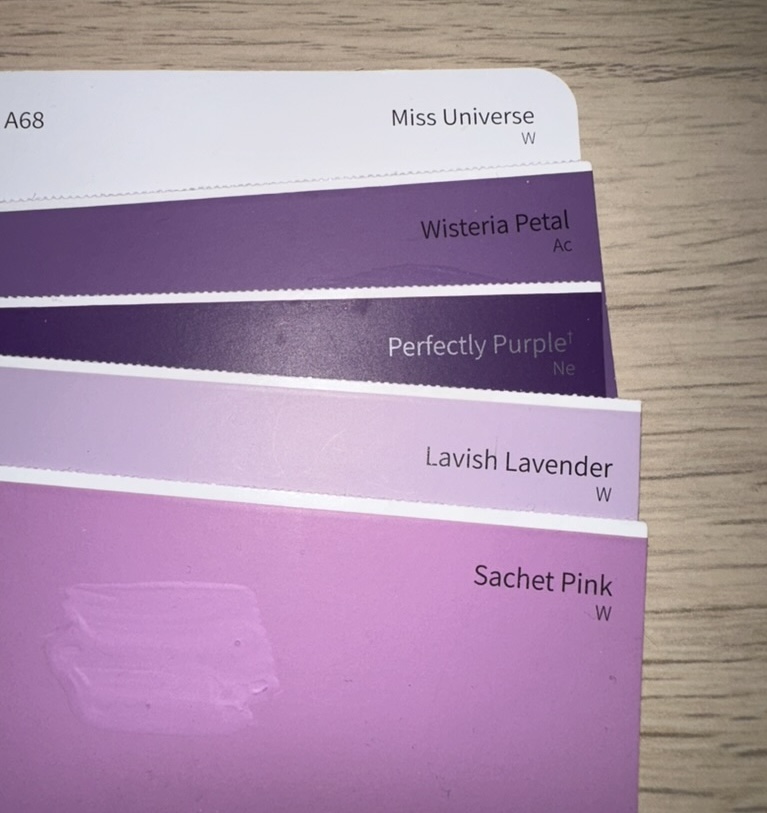 A68 Miss Universe
W
Wisteria Petal
Ac
Perfectly Purple†
Ne
Lavish Lavender
W
Sachet Pink
W